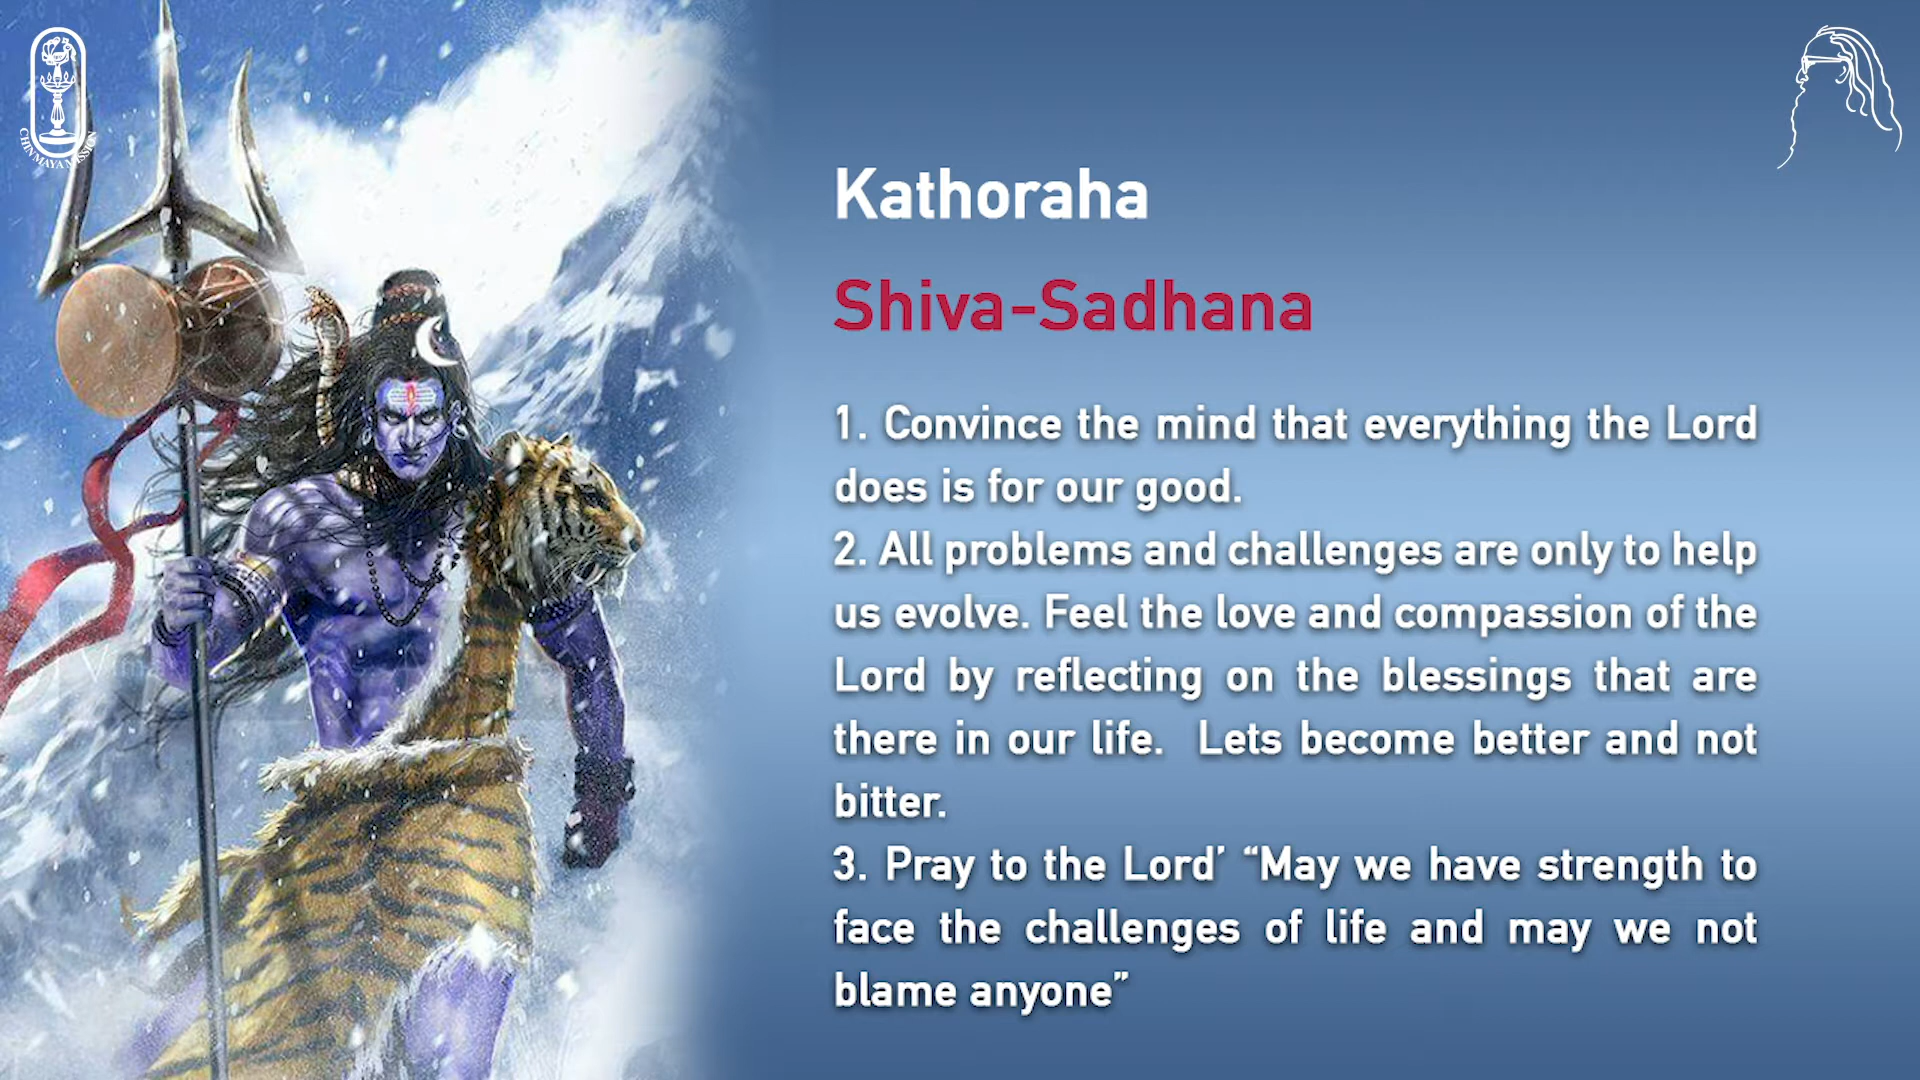 CHINMAYA MISSION
Kathoraha
Shiva-Sadhana
1. Convince the mind that everything the Lord
does is for our good.
2. All problems and challenges are only to help
us evolve. Feel the love and compassion of the
Lord by reflecting on the blessings that are
there in our life.  Lets become better and not
bitter.
3. Pray to the Lord’ “May we have strength to
face the challenges of life and may we not
blame anyone”